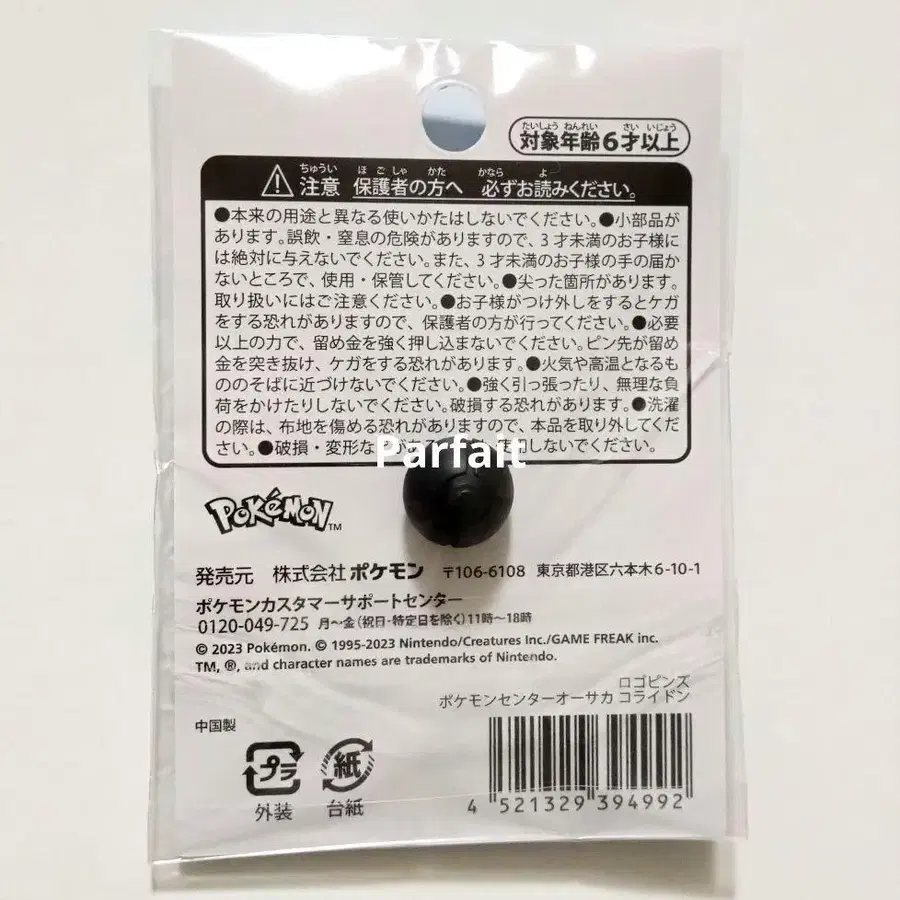 対象年齢6才以上
たいしょう ねんれい さい いじょう
注意 保護者の方へ 必ずお読みください。
ちゅうい ほごしゃ かた かなら よ
●本来の用途と異なる使いかたはしないでください。●小部品が
あります。誤飲・窒息の危険がありますので、3才未満のお子様に
は絶対に与えないでください。また、3才未満のお子様の手の届か
ないところで、使用・保管してください。●尖った箇所があります。
取り扱いにはご注意ください。●お子様がつけ外しをするとケガ
をする恐れがありますので、保護者の方が行ってください。●必要
以上の力で、留め金を強く押し込まないでください。ピン先が留め
金を突き抜け、ケガをする恐れがあります。●火気や高温となるも
ののそばに近づけないでください。●強く引っ張ったり、無理な負
荷をかけたりしないでください。破損する恐れがあります。●洗濯
の際は、布地を傷める恐れがありますので、本品を取り外してくだ
さい。●破損・変形な がある 用しないでください。
Parfait
POKéMON TM
発売元 株式会社ポケモン 〒106-6108 東京都港区六本木6-10-1
ポケモンカスタマーサポートセンター
0120-049-725 月～金(祝日・特定日を除く)11時～18時
© 2023 Pokémon. © 1995-2023 Nintendo/Creatures Inc./GAME FREAK inc.
TM, ®, and character names are trademarks of Nintendo.
ロゴピンズ
ポケモンセンターオーサカ コライドン
中国製
プラ
外装
紙
台紙
4 521329 394992